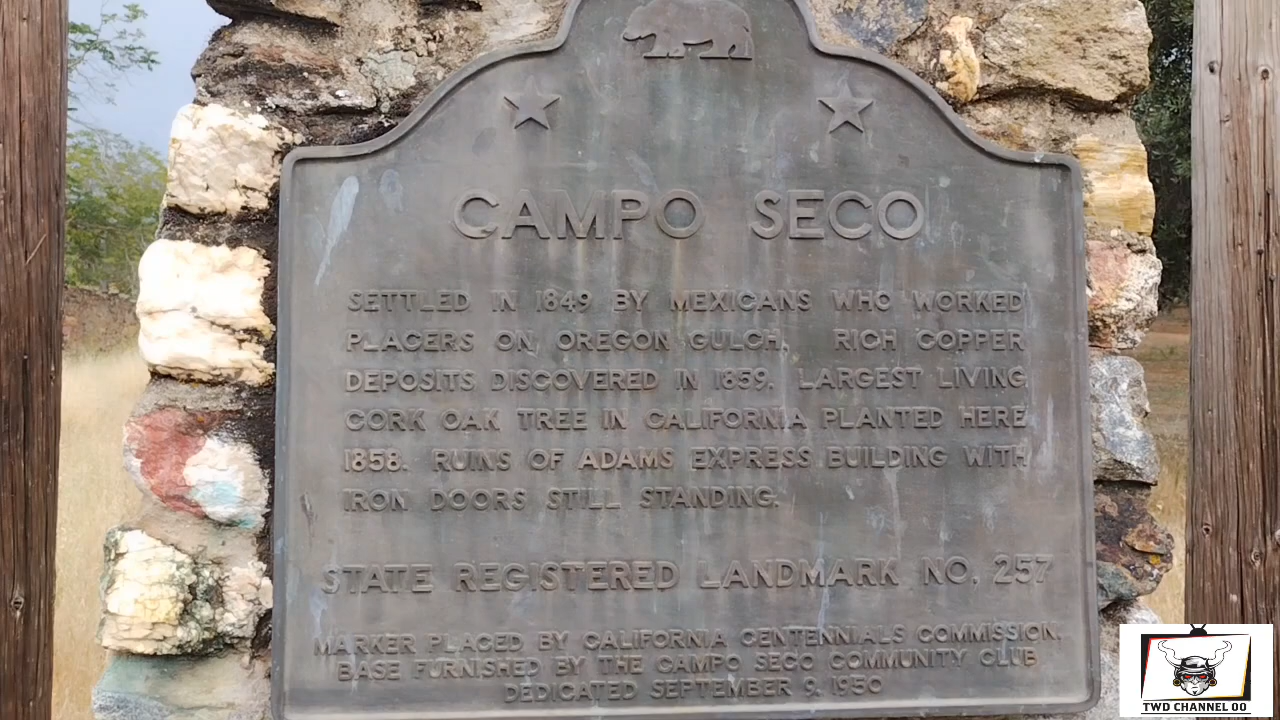 CAMPO SECO
SETTLED IN 1849 BY MEXICANS WHO WORKED
PLACERS ON OREGON GULCH. RICH COPPER
DEPOSITS DISCOVERED IN 1859. LARGEST LIVING
CORK OAK TREE IN CALIFORNIA PLANTED HERE
1858. RUINS OF ADAMS EXPRESS BUILDING WITH
IRON DOORS STILL STANDING.
STATE REGISTERED LANDMARK NO. 257
MARKER PLACED BY CALIFORNIA CENTENNIALS COMMISSION.
BASE FURNISHED BY THE CAMPO SECO COMMUNITY CLUB
DEDICATED SEPTEMBER 9, 1950
TWD CHANNEL 00